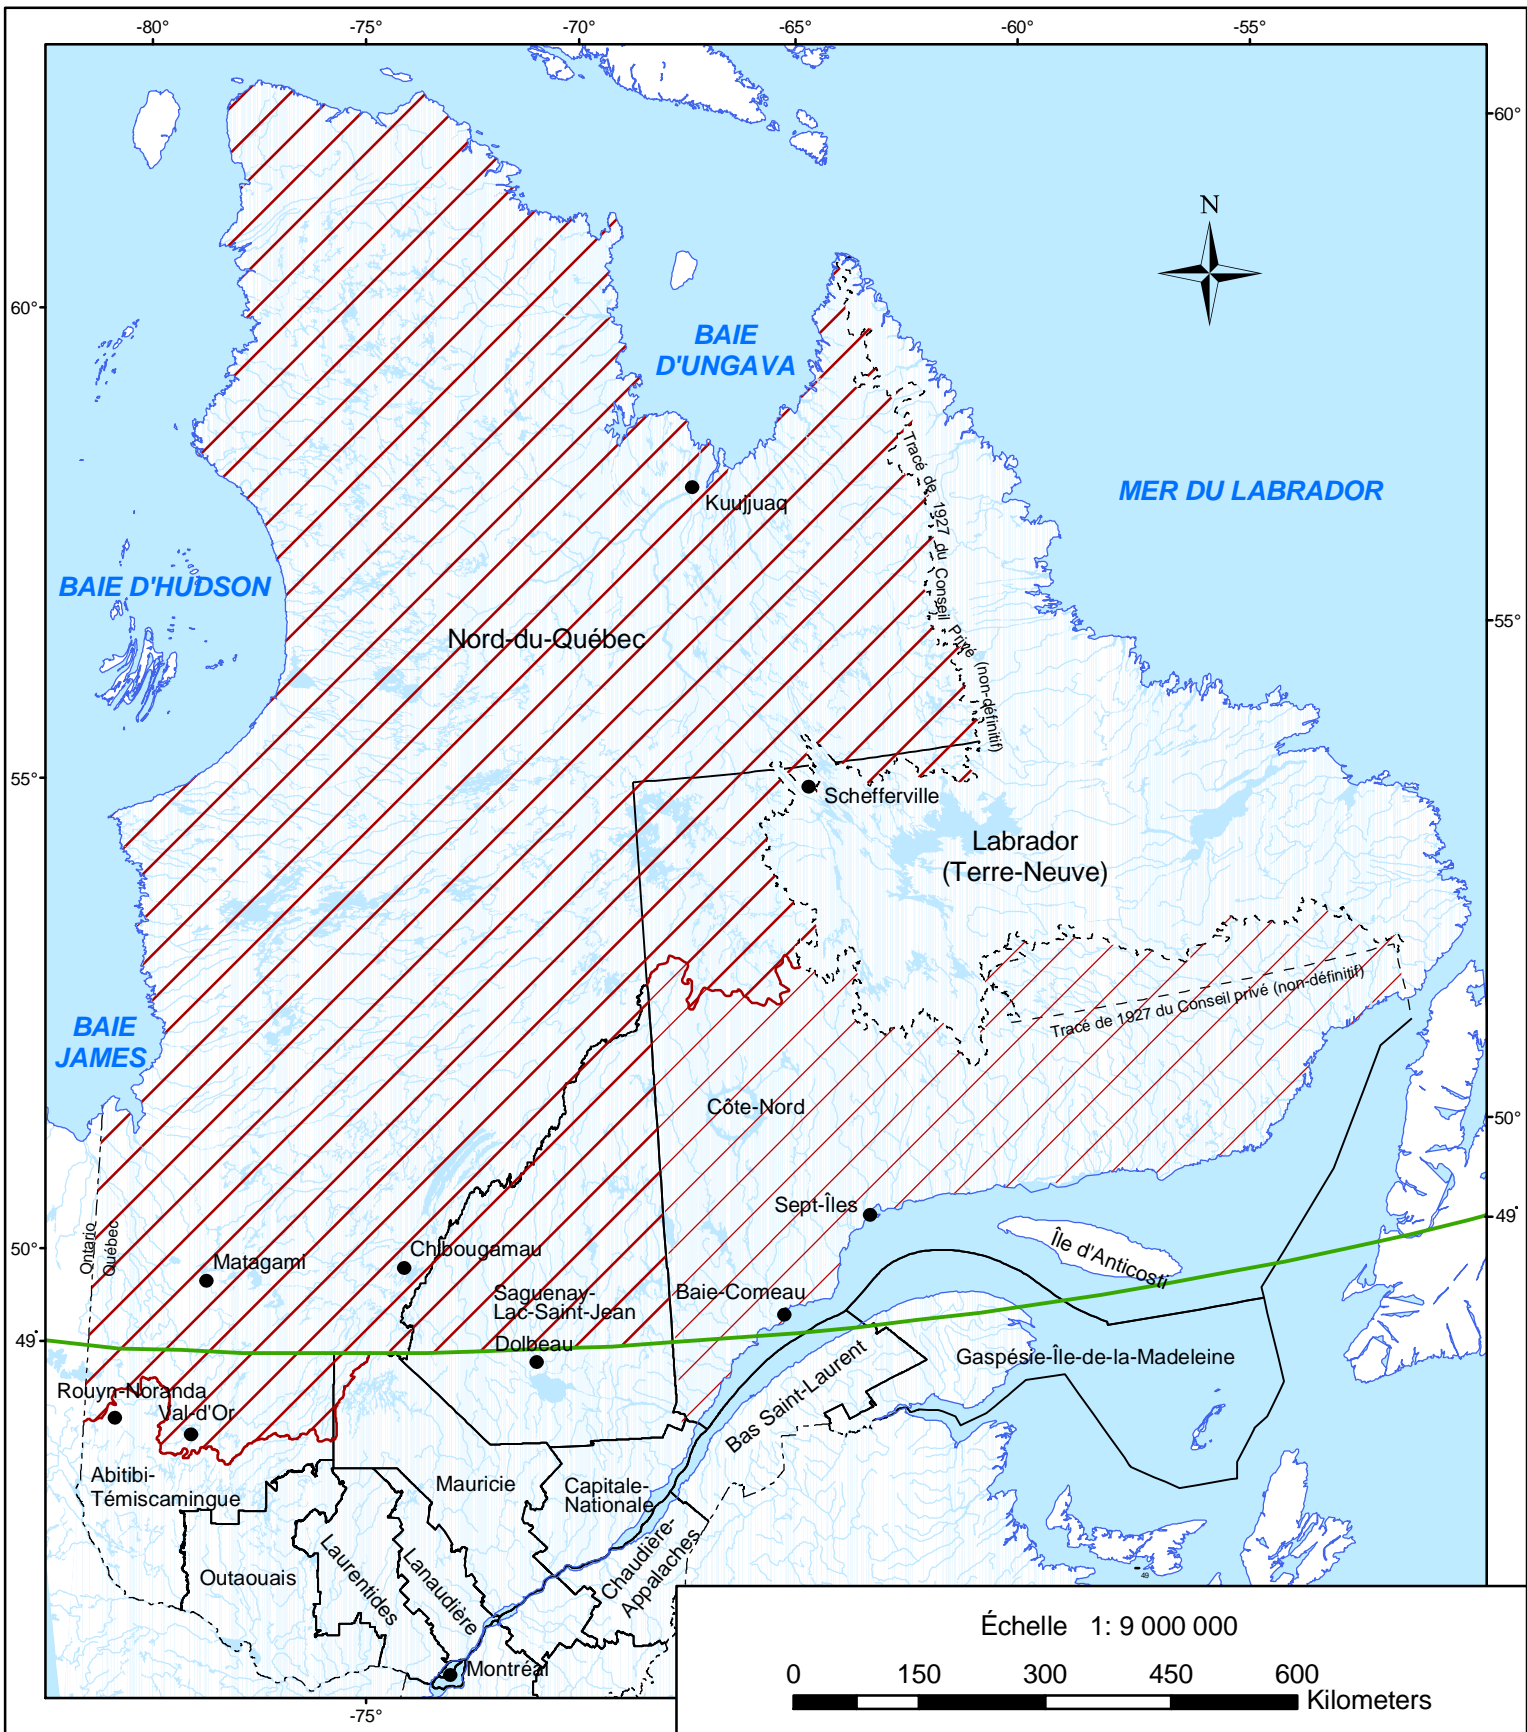 -80°
-75°
-70°
-65°
-60°
-55°
60°
N
60°
BAIE
D'UNGAVA
MER DU LABRADOR
Tracé de 1927 du Conseil Privé (non-définitif)
Kuujjuaq
BAIE D'HUDSON
Nord-du-Québec
55°
55°
Schefferville
Labrador
(Terre-Neuve)
Tracé de 1927 du Conseil privé (non-définitif)
BAIE
JAMES
Côte-Nord
50°
Sept-Îles
49°
Ontario
Québec
50°
Matagami
Chibougamau
Île d'Anticosti
Saguenay-
Lac-Saint-Jean
Baie-Comeau
49°
Dolbeau
Gaspésie-Île-de-la-Madeleine
Bas Saint-Laurent
Rouyn-Noranda
Val-d'Or
Abitibi-
Témiscamingue
Mauricie
Capitale-
Nationale
Outaouais
Laurentides
Lanaudière
Chaudière-
Appalaches
49
Montréal
-75°
Échelle 1: 9 000 000
0 150 300 450 600
Kilometers